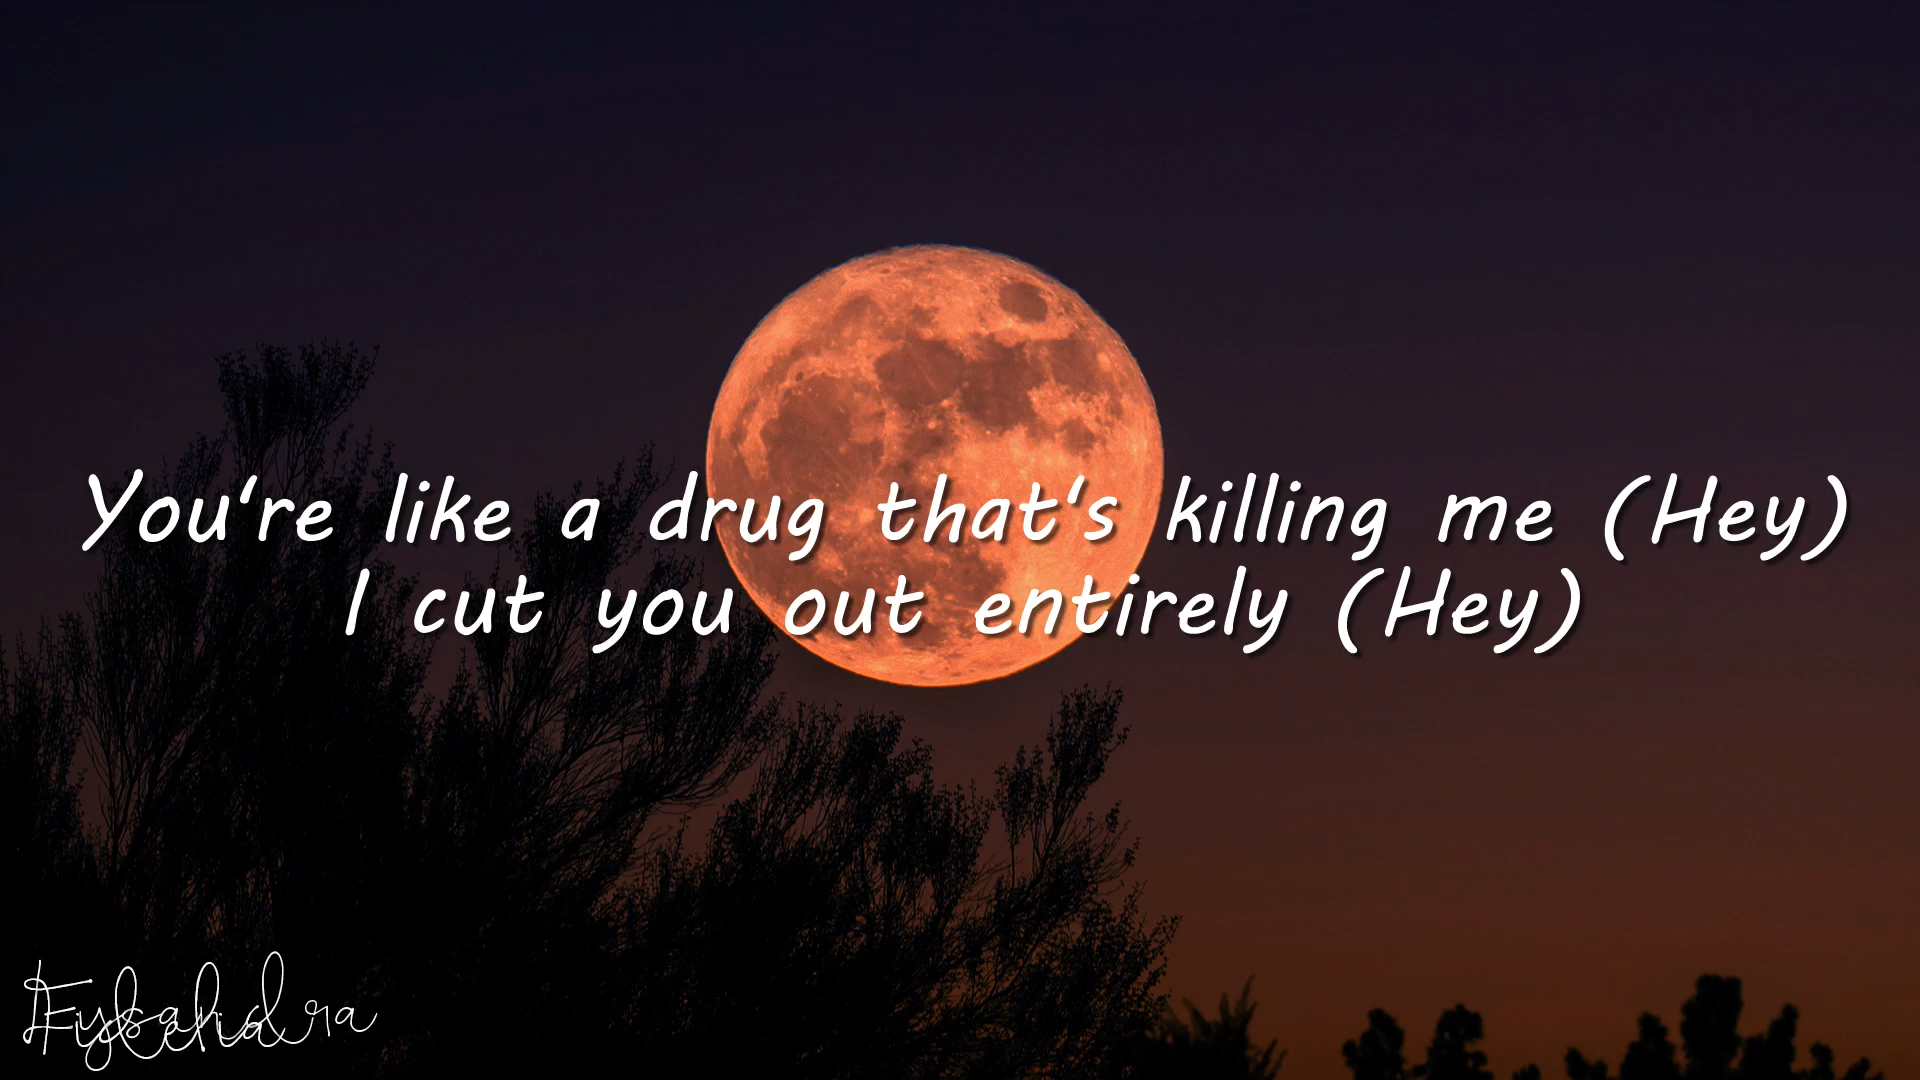 You're like a drug that's killing me (Hey)
I cut you out entirely (Hey)